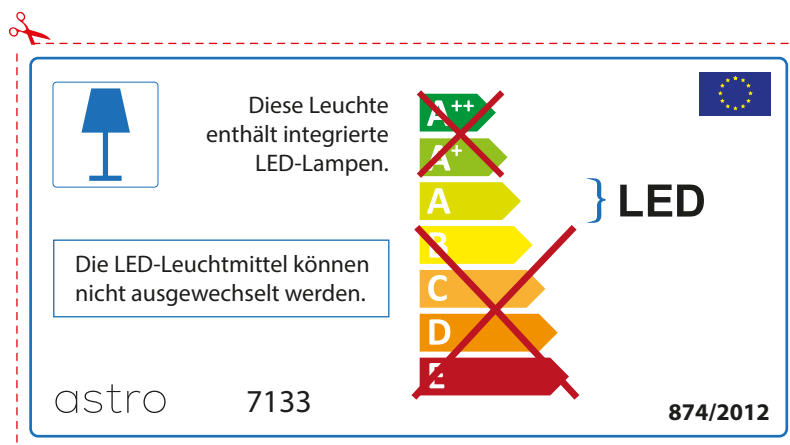 Diese Leuchte
enthält integrierte
LED-Lampen.
A++
A+
A
B
C
D
E
LED
Die LED-Leuchtmittel können
nicht ausgewechselt werden.
astro
7133
874/2012